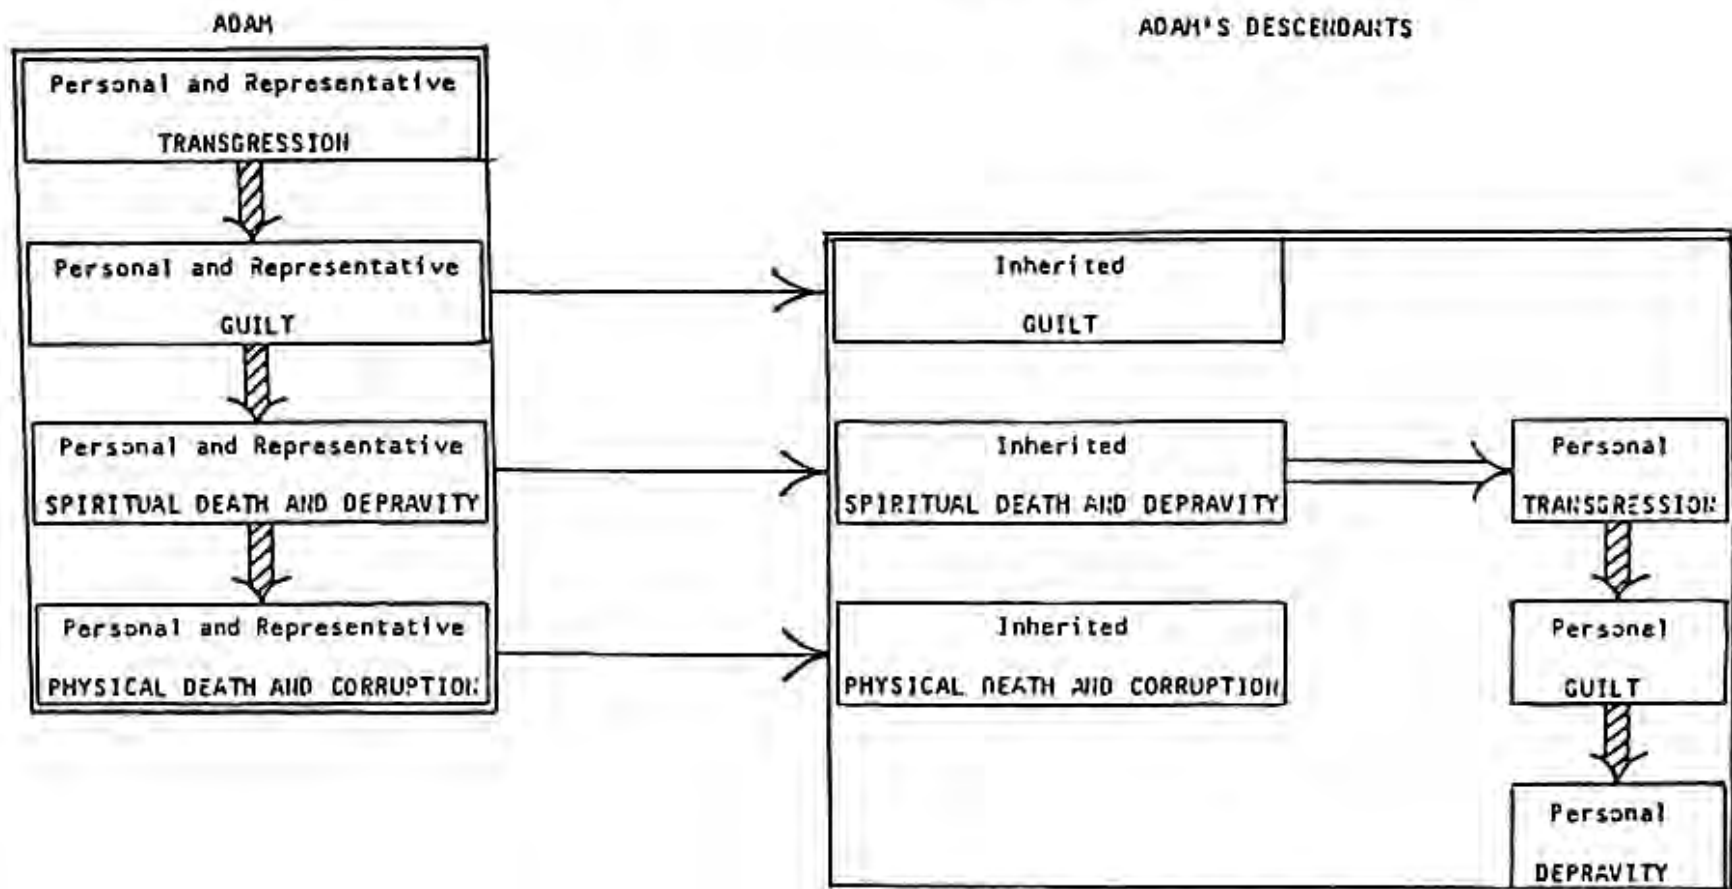 ADAM
ADAM'S DESCENDANTS
Personal and Representative
TRANSGRESSION
Personal and Representative
GUILT
Inherited
GUILT
Personal and Representative
SPIRITUAL DEATH AND DEPRAVITY
Inherited
SPIRITUAL DEATH AND DEPRAVITY
Personal
TRANSGRESSION
Personal and Representative
PHYSICAL DEATH AND CORRUPTION
Inherited
PHYSICAL DEATH AND CORRUPTION
Personal
GUILT
Personal
DEPRAVITY